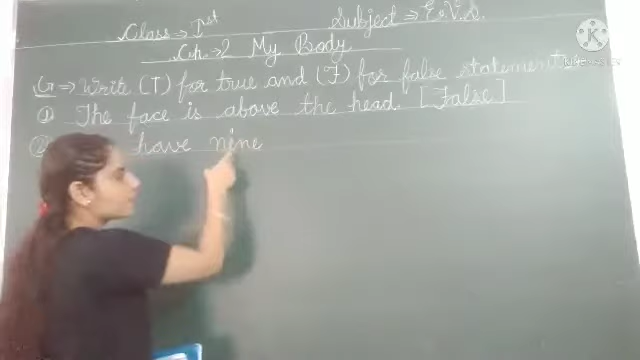 Class → Ist Subject → E.V.S.
Ch. 2 My Body
G ⇒ Write (T) for true and (F) for false statements
① The face is above the head. [False]
② have nine